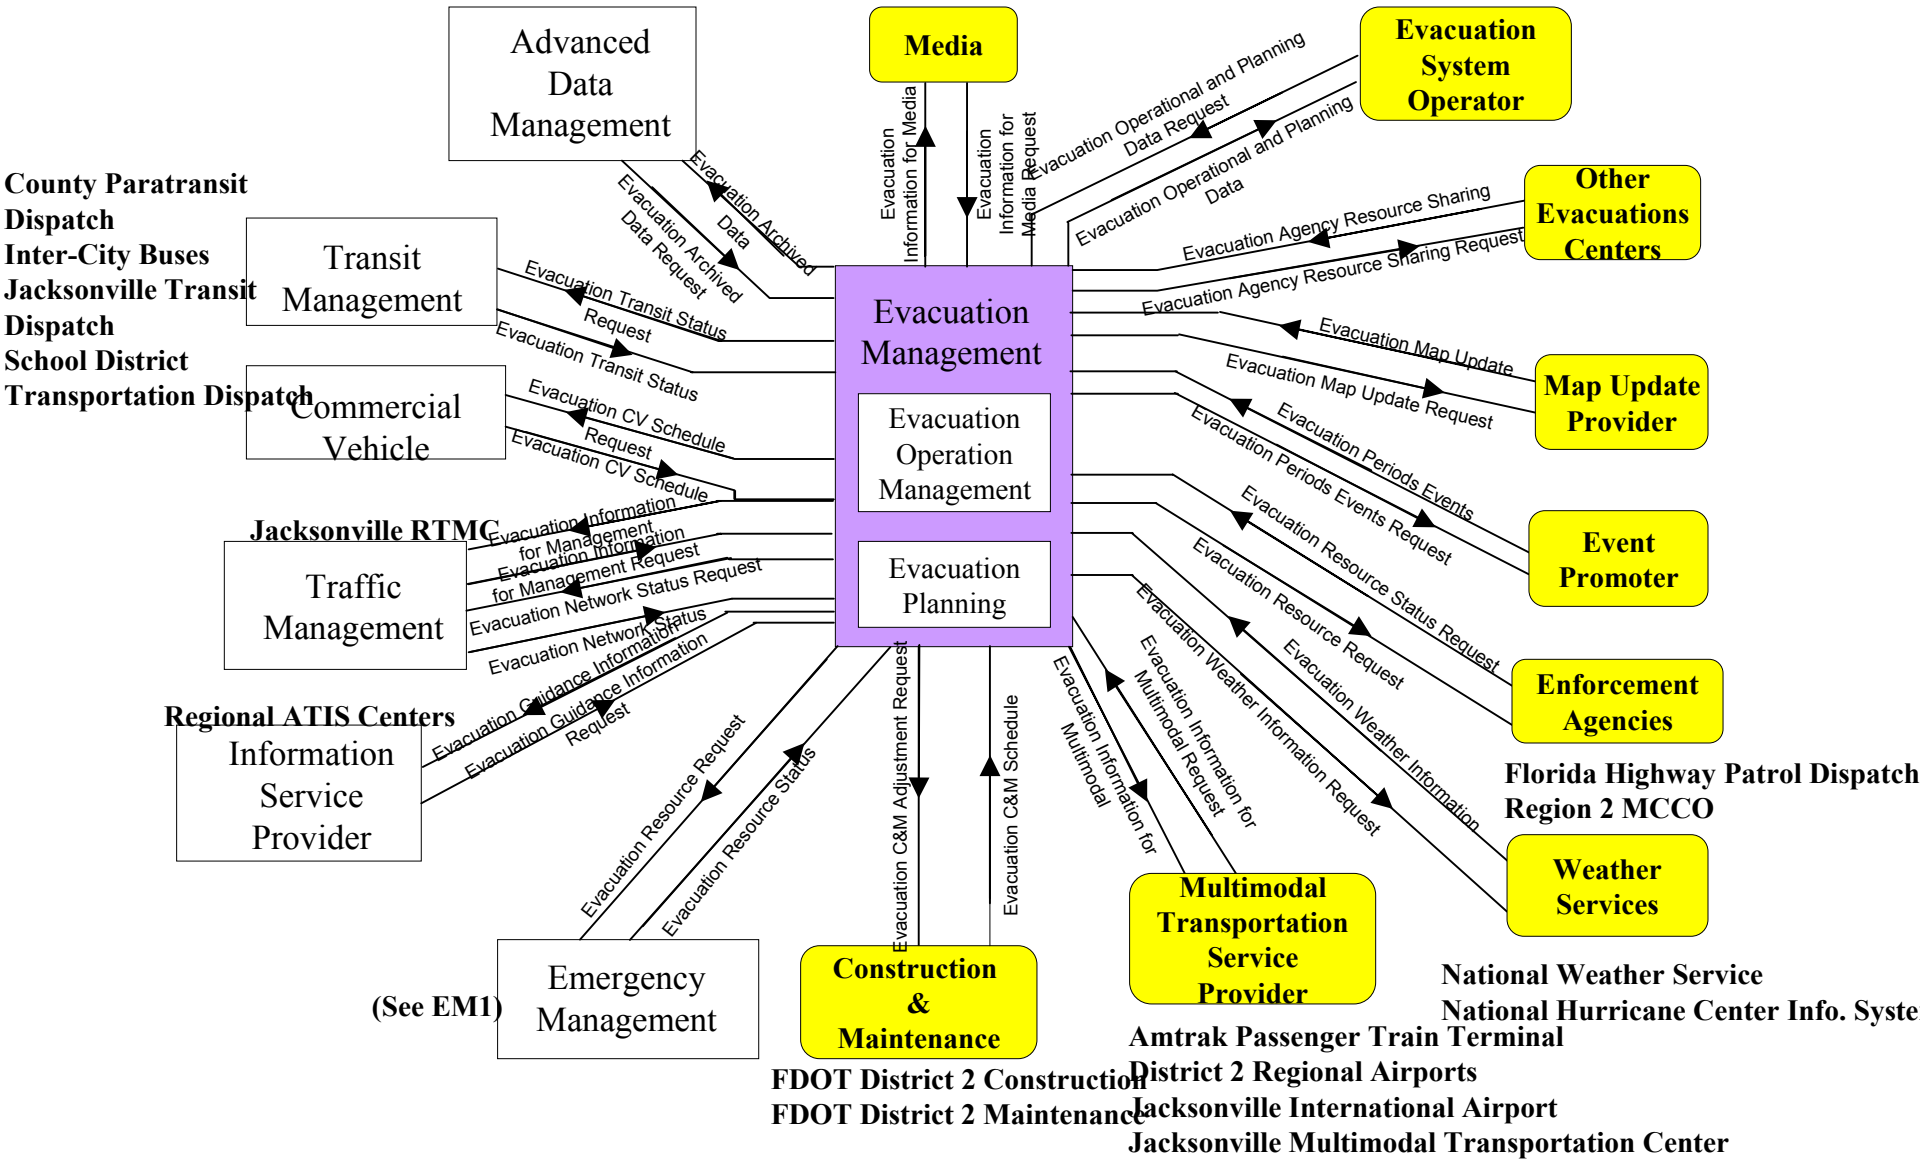 Advanced
Data
Management
Media
Evacuation
System
Operator
Evacuation Operational and Planning
Data Request
Evacuation Operational and Planning
Data
Evacuation
Information for Media
Evacuation
Information for
Media Request
Evacuation Archived
Data
Evacuation Archived
Data Request
County Paratransit
Dispatch
Inter-City Buses
Jacksonville Transit
Dispatch
School District
Transportation Dispatch
Transit
Management
Evacuation Transit Status
Request
Evacuation Transit Status
Other
Evacuations
Centers
Evacuation Agency Resource Sharing
Evacuation Agency Resource Sharing Request
Evacuation
Management
Evacuation
Operation
Management
Evacuation
Planning
Evacuation Map Update
Evacuation Map Update Request
Map Update
Provider
Commercial
Vehicle
Evacuation CV Schedule
Request
Evacuation CV Schedule
Evacuation Periods Events
Evacuation Periods Events Request
Event
Promoter
Jacksonville RTMC
Traffic
Management
Evacuation Information
for Management
Evacuation Information
for Management Request
Evacuation Network Status Request
Evacuation Network Status
Evacuation Resource Status Request
Evacuation Resource Request
Enforcement
Agencies
Florida Highway Patrol Dispatch
Region 2 MCCO
Regional ATIS Centers
Information
Service
Provider
Evacuation Guidance Information
Evacuation Guidance Information
Request
Evacuation Weather Information
Evacuation Weather Information Request
Weather
Services
National Weather Service
National Hurricane Center Info. Syste
(See EM1)
Emergency
Management
Evacuation Resource Request
Evacuation Resource Status
Evacuation C&M Adjustment Request
Evacuation C&M Schedule
Construction
&
Maintenance
FDOT District 2 Construction
FDOT District 2 Maintenance
Evacuation Information for
Multimodal
Evacuation Information for
Multimodal Request
Multimodal
Transportation
Service
Provider
Amtrak Passenger Train Terminal
District 2 Regional Airports
Jacksonville International Airport
Jacksonville Multimodal Transportation Center